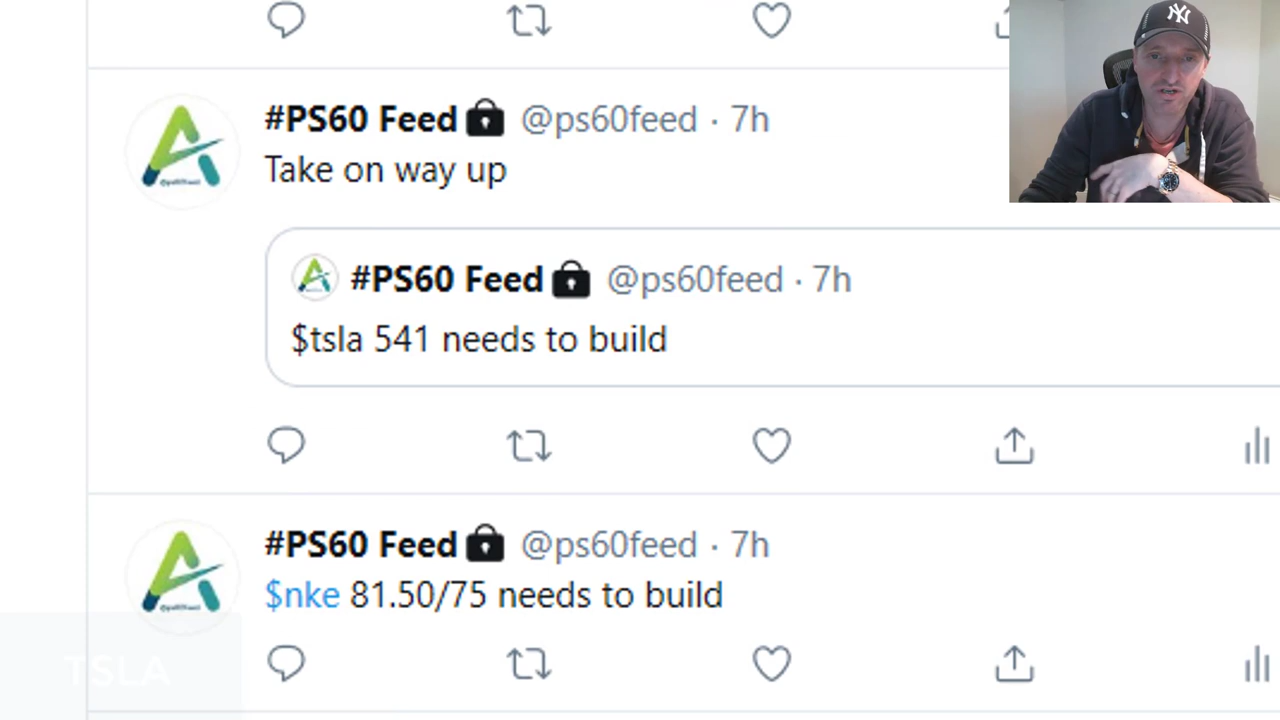 #PS60 Feed @ps60feed · 7h
Take on way up
#PS60 Feed @ps60feed · 7h
$tsla 541 needs to build
#PS60 Feed @ps60feed · 7h
$nke 81.50/75 needs to build
TSLA